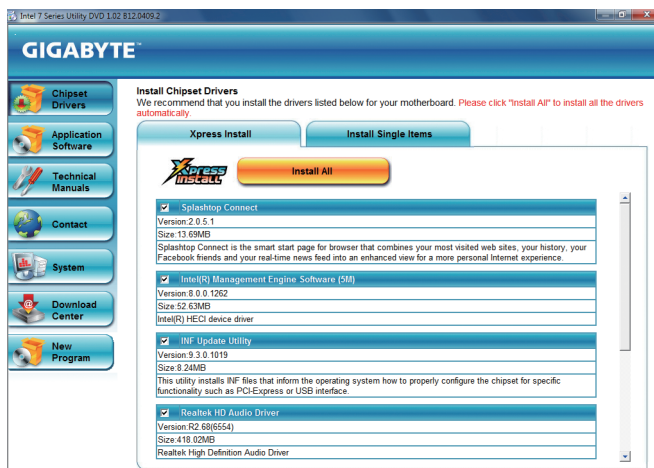 Intel 7 Series Utility DVD 1.02 B12.0409.2
GIGABYTE™
Chipset
Drivers
Application
Software
Technical
Manuals
Contact
System
Download
Center
New
Program
Install Chipset Drivers
We recommend that you install the drivers listed below for your motherboard. Please click "Install All" to install all the drivers
automatically.
Xpress Install
Install Single Items
Xpress
Install
Install All
Splashtop Connect
Version:2.0.5.1
Size:13.69MB
Splashtop Connect is the smart start page for browser that combines your most visited web sites, your history, your
Facebook friends and your real-time news feed into an enhanced view for a more personal Internet experience.
Intel(R) Management Engine Software (5M)
Version:8.0.0.1262
Size:52.63MB
Intel(R) HECI device driver
INF Update Utility
Version:9.3.0.1019
Size:8.24MB
This utility installs INF files that inform the operating system how to properly configure the chipset for specific
functionality such as PCI-Express or USB interface.
Realtek HD Audio Driver
Version:R2.68(6554)
Size:418.02MB
Realtek High Definition Audio Driver